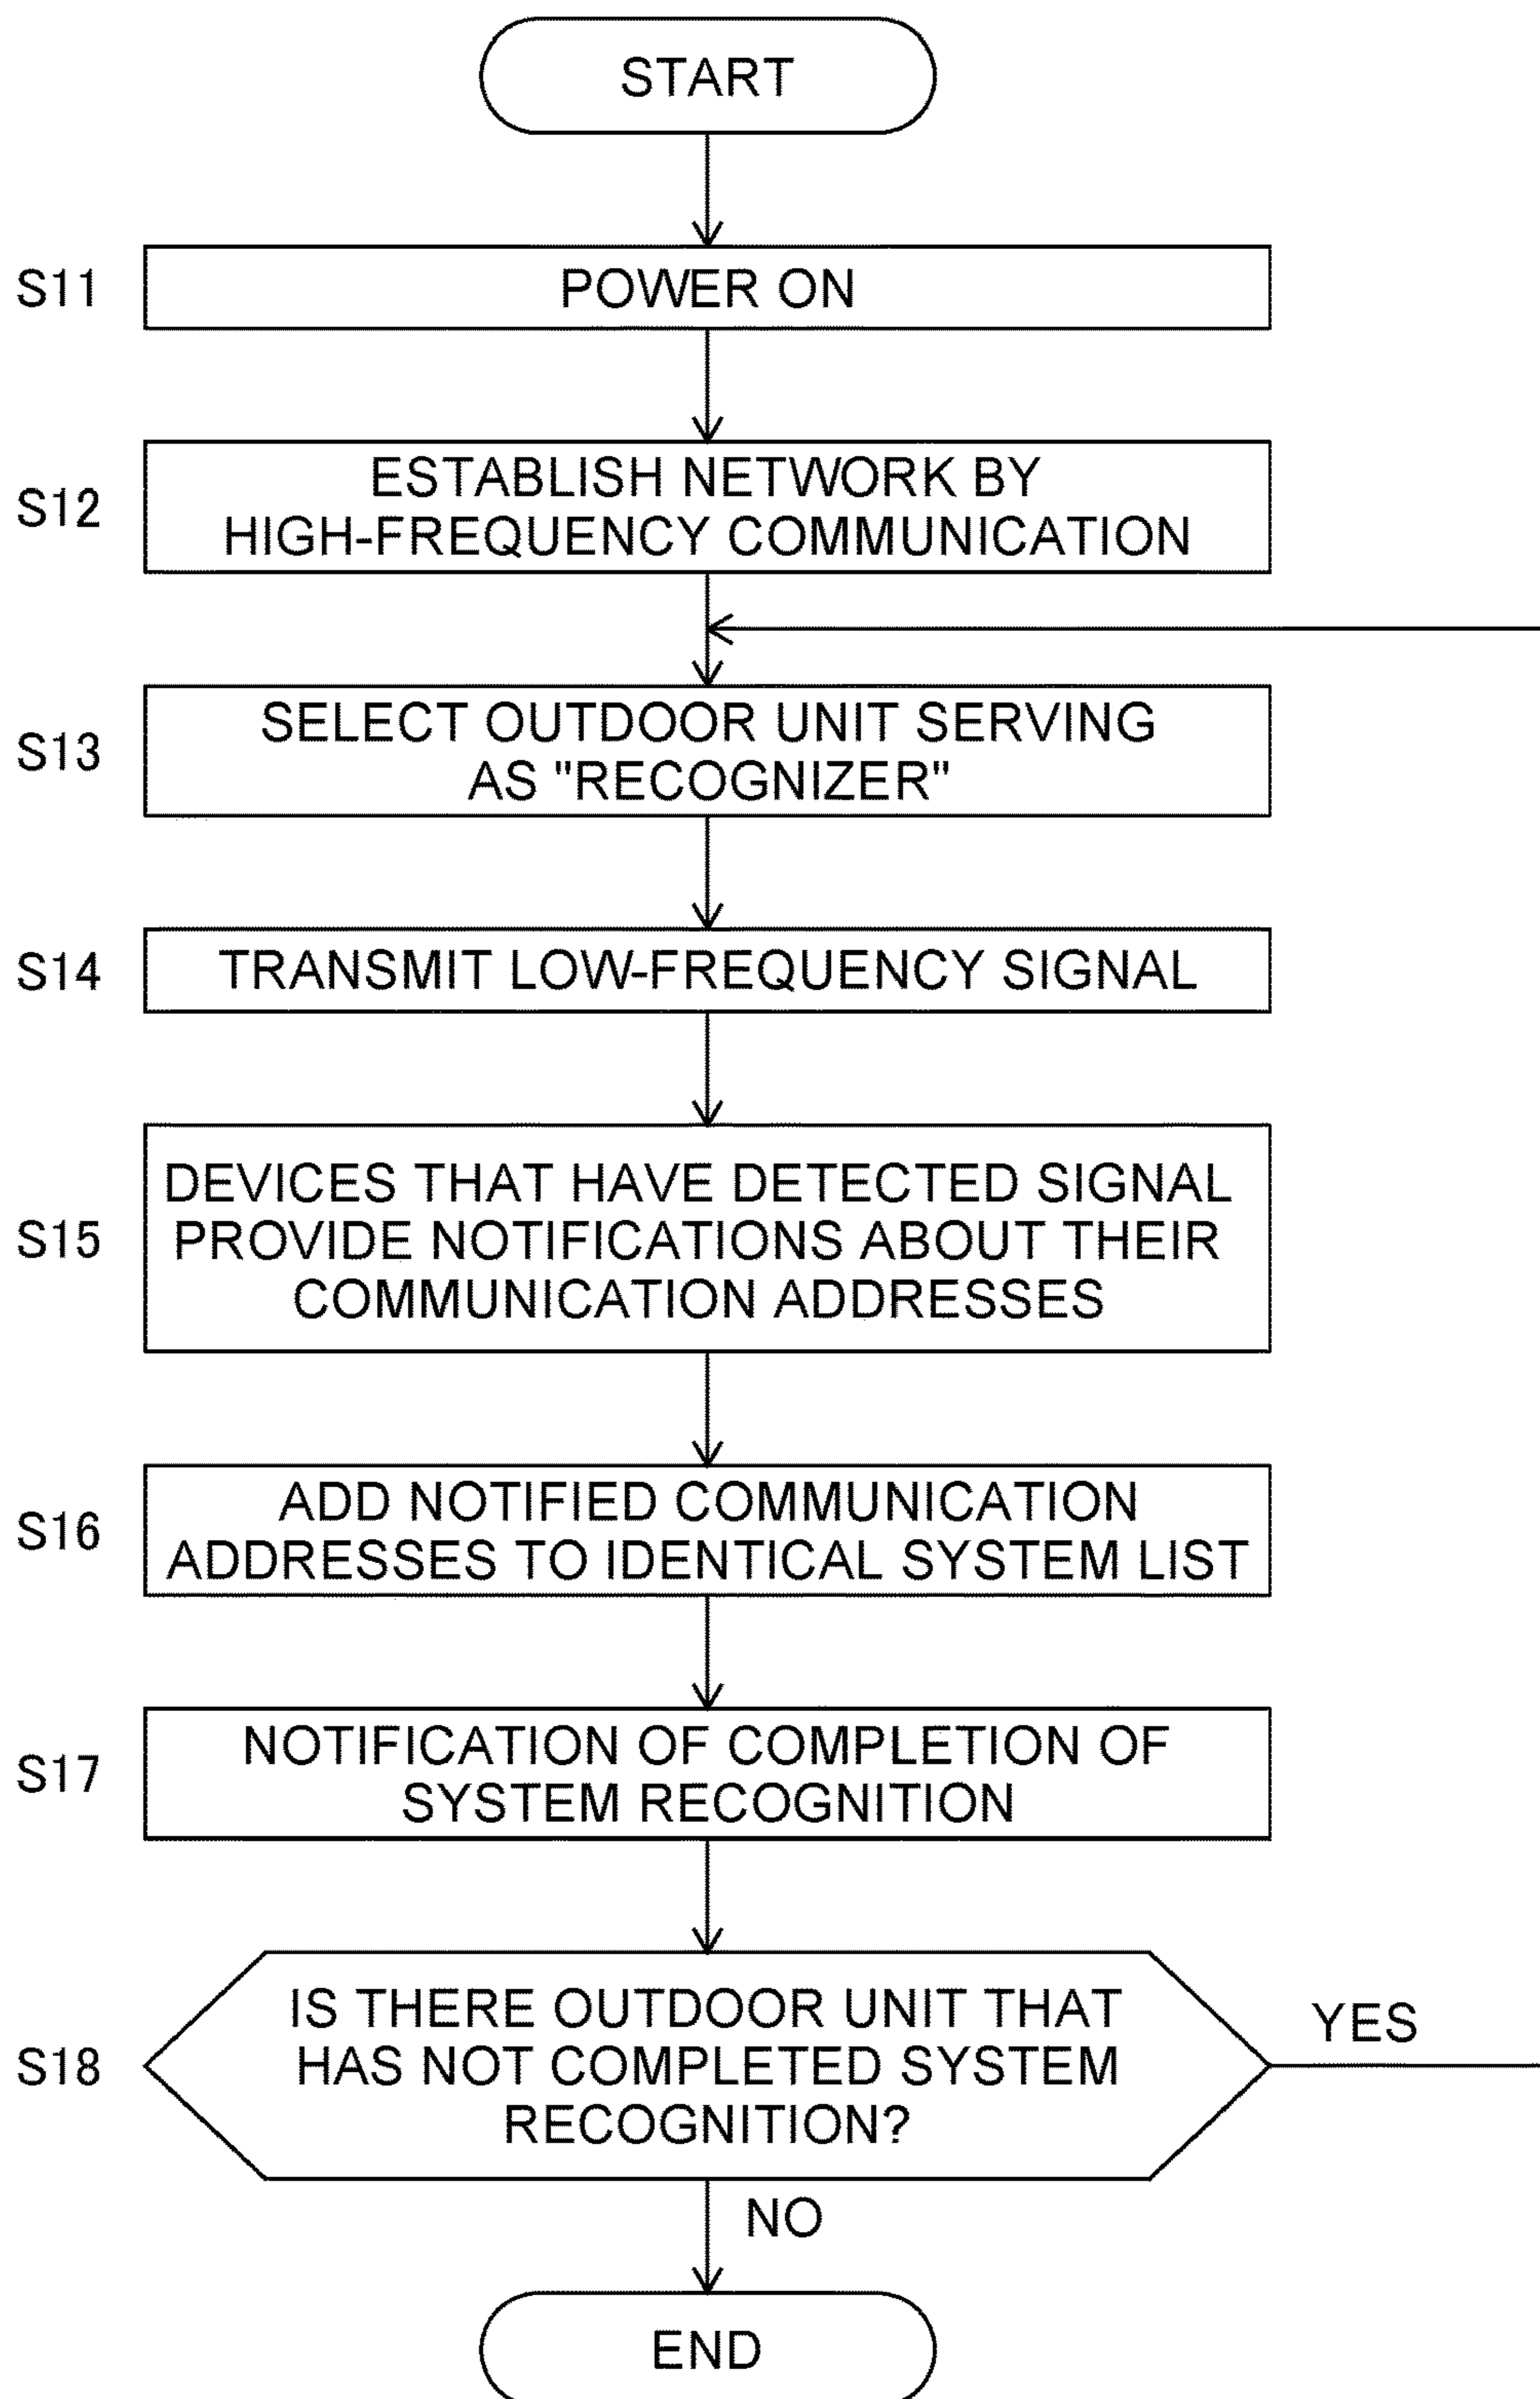 START
S11
POWER ON
S12
ESTABLISH NETWORK BY
HIGH-FREQUENCY COMMUNICATION
S13
SELECT OUTDOOR UNIT SERVING
AS "RECOGNIZER"
S14
TRANSMIT LOW-FREQUENCY SIGNAL
S15
DEVICES THAT HAVE DETECTED SIGNAL
PROVIDE NOTIFICATIONS ABOUT THEIR
COMMUNICATION ADDRESSES
S16
ADD NOTIFIED COMMUNICATION
ADDRESSES TO IDENTICAL SYSTEM LIST
S17
NOTIFICATION OF COMPLETION OF
SYSTEM RECOGNITION
S18
IS THERE OUTDOOR UNIT THAT
HAS NOT COMPLETED SYSTEM
RECOGNITION?
YES
NO
END